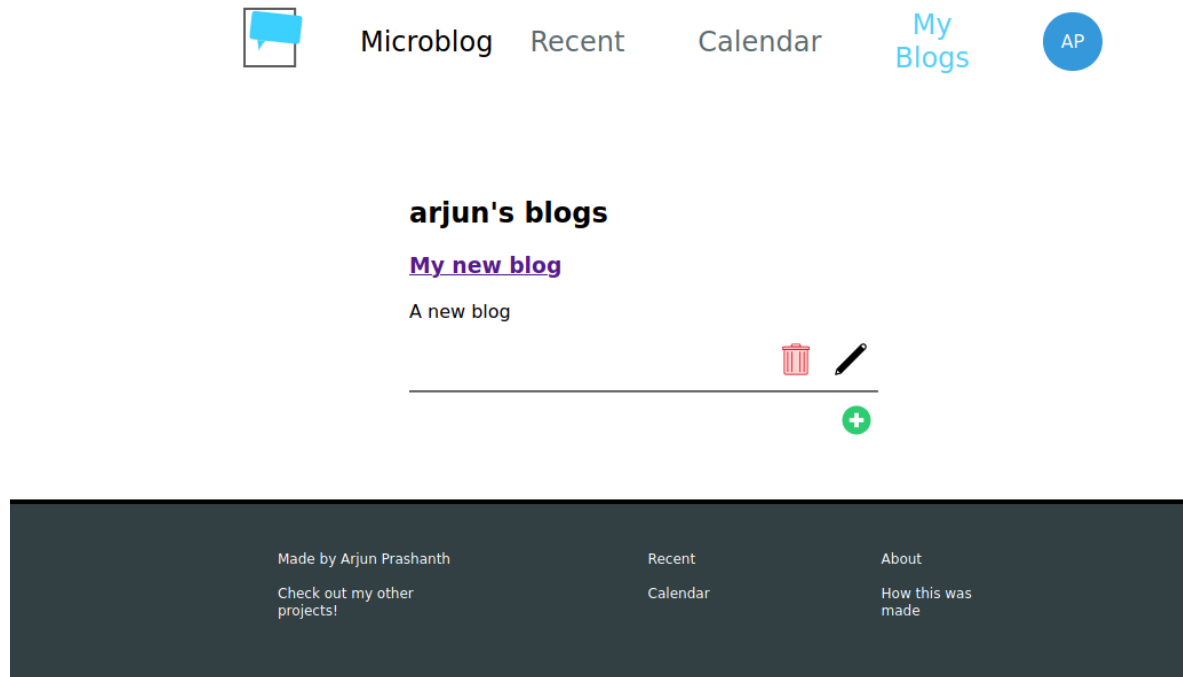 Microblog
Recent
Calendar
My
Blogs
AP
arjun's blogs
My new blog
A new blog
Made by Arjun Prashanth
Check out my other
projects!
Recent
Calendar
About
How this was
made